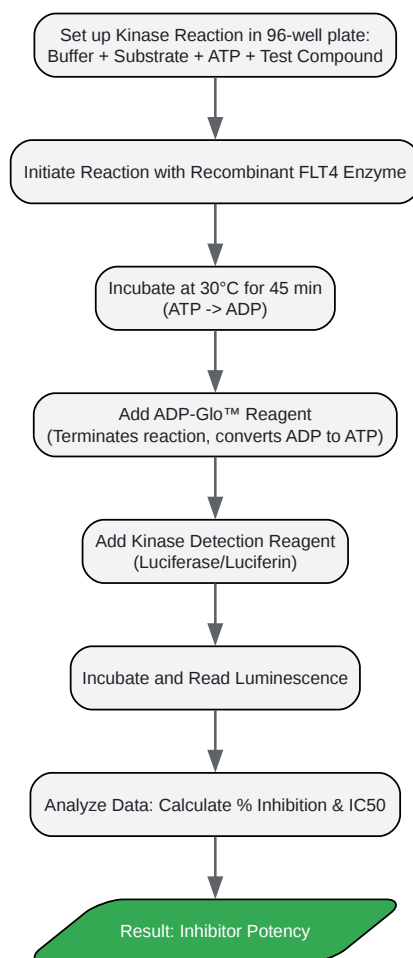 Set up Kinase Reaction in 96-well plate:
Buffer + Substrate + ATP + Test Compound
Initiate Reaction with Recombinant FLT4 Enzyme
Incubate at 30°C for 45 min
(ATP -> ADP)
Add ADP-Glo™ Reagent
(Terminates reaction, converts ADP to ATP)
Add Kinase Detection Reagent
(Luciferase/Luciferin)
Incubate and Read Luminescence
Analyze Data: Calculate % Inhibition & IC50
Result: Inhibitor Potency